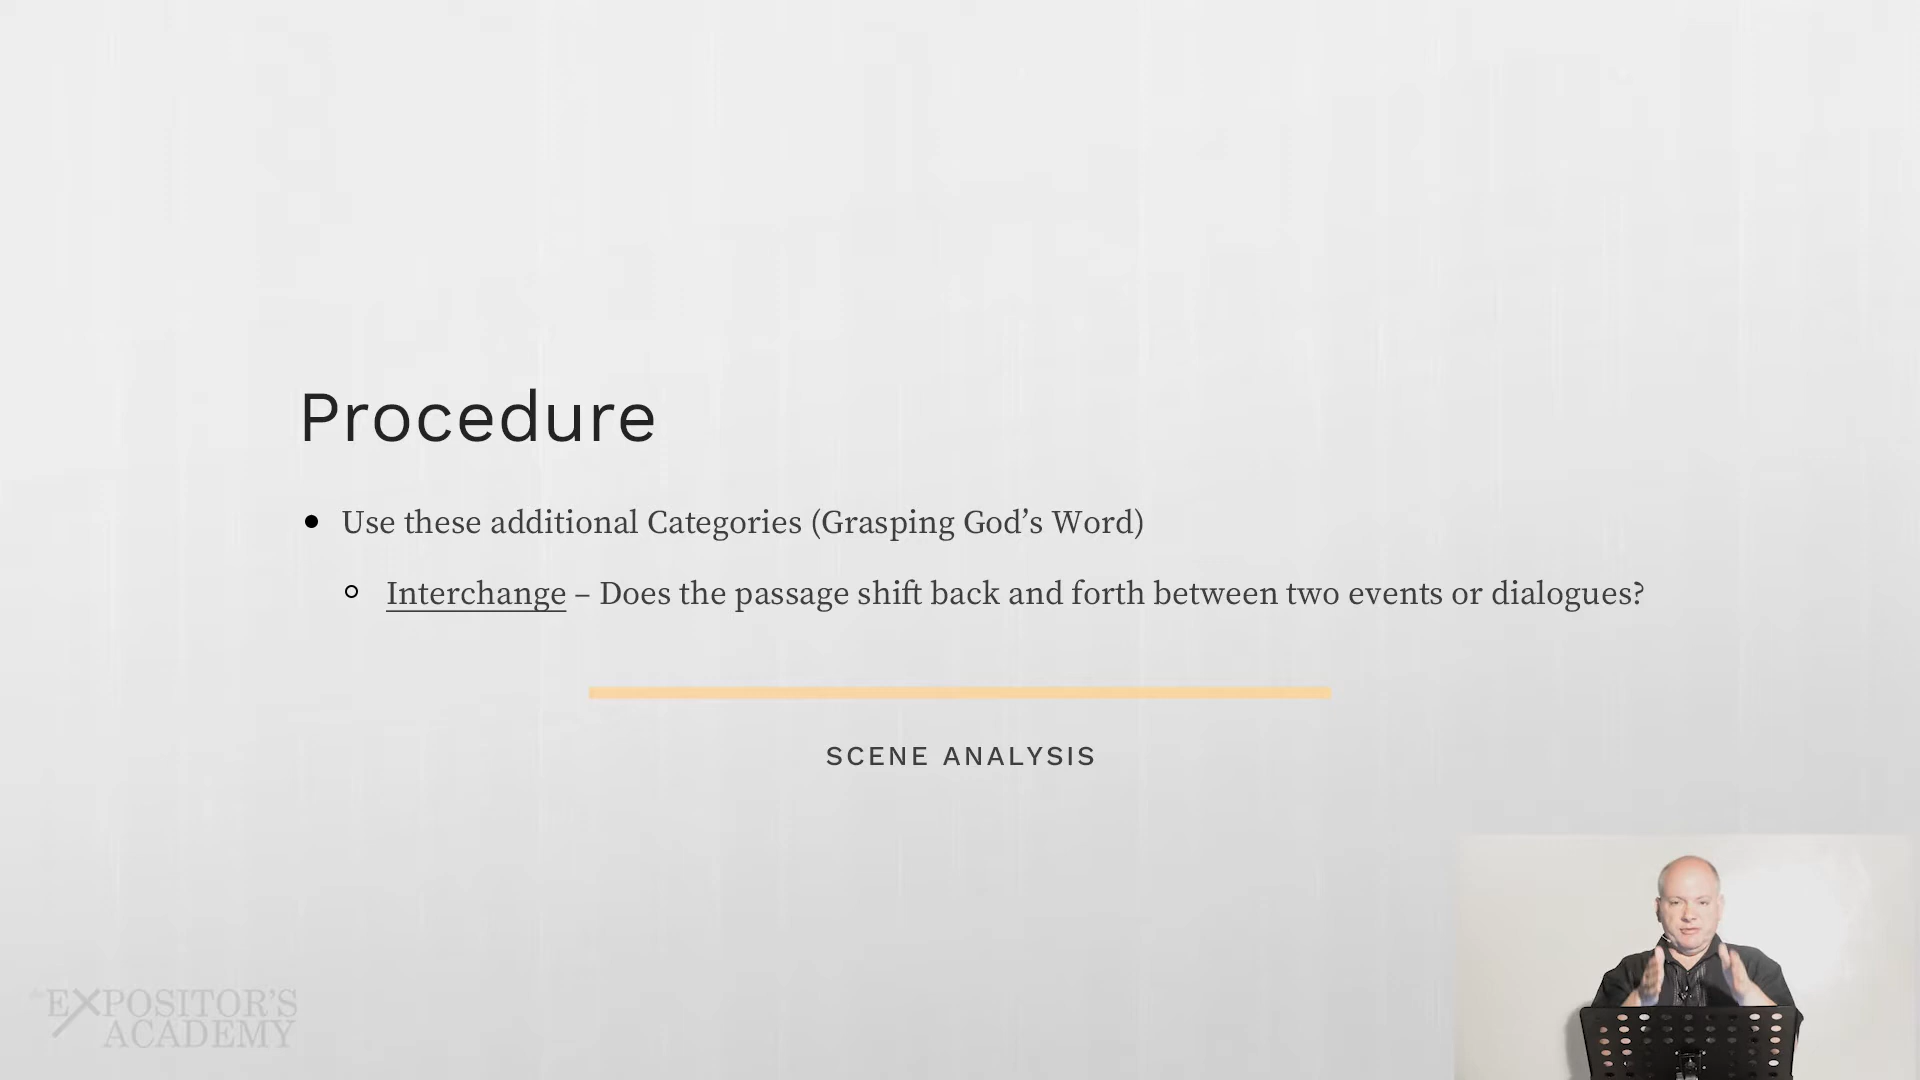 Procedure
Use these additional Categories (Grasping God’s Word)
Interchange – Does the passage shift back and forth between two events or dialogues?
SCENE ANALYSIS
EXPOSITOR’S
ACADEMY